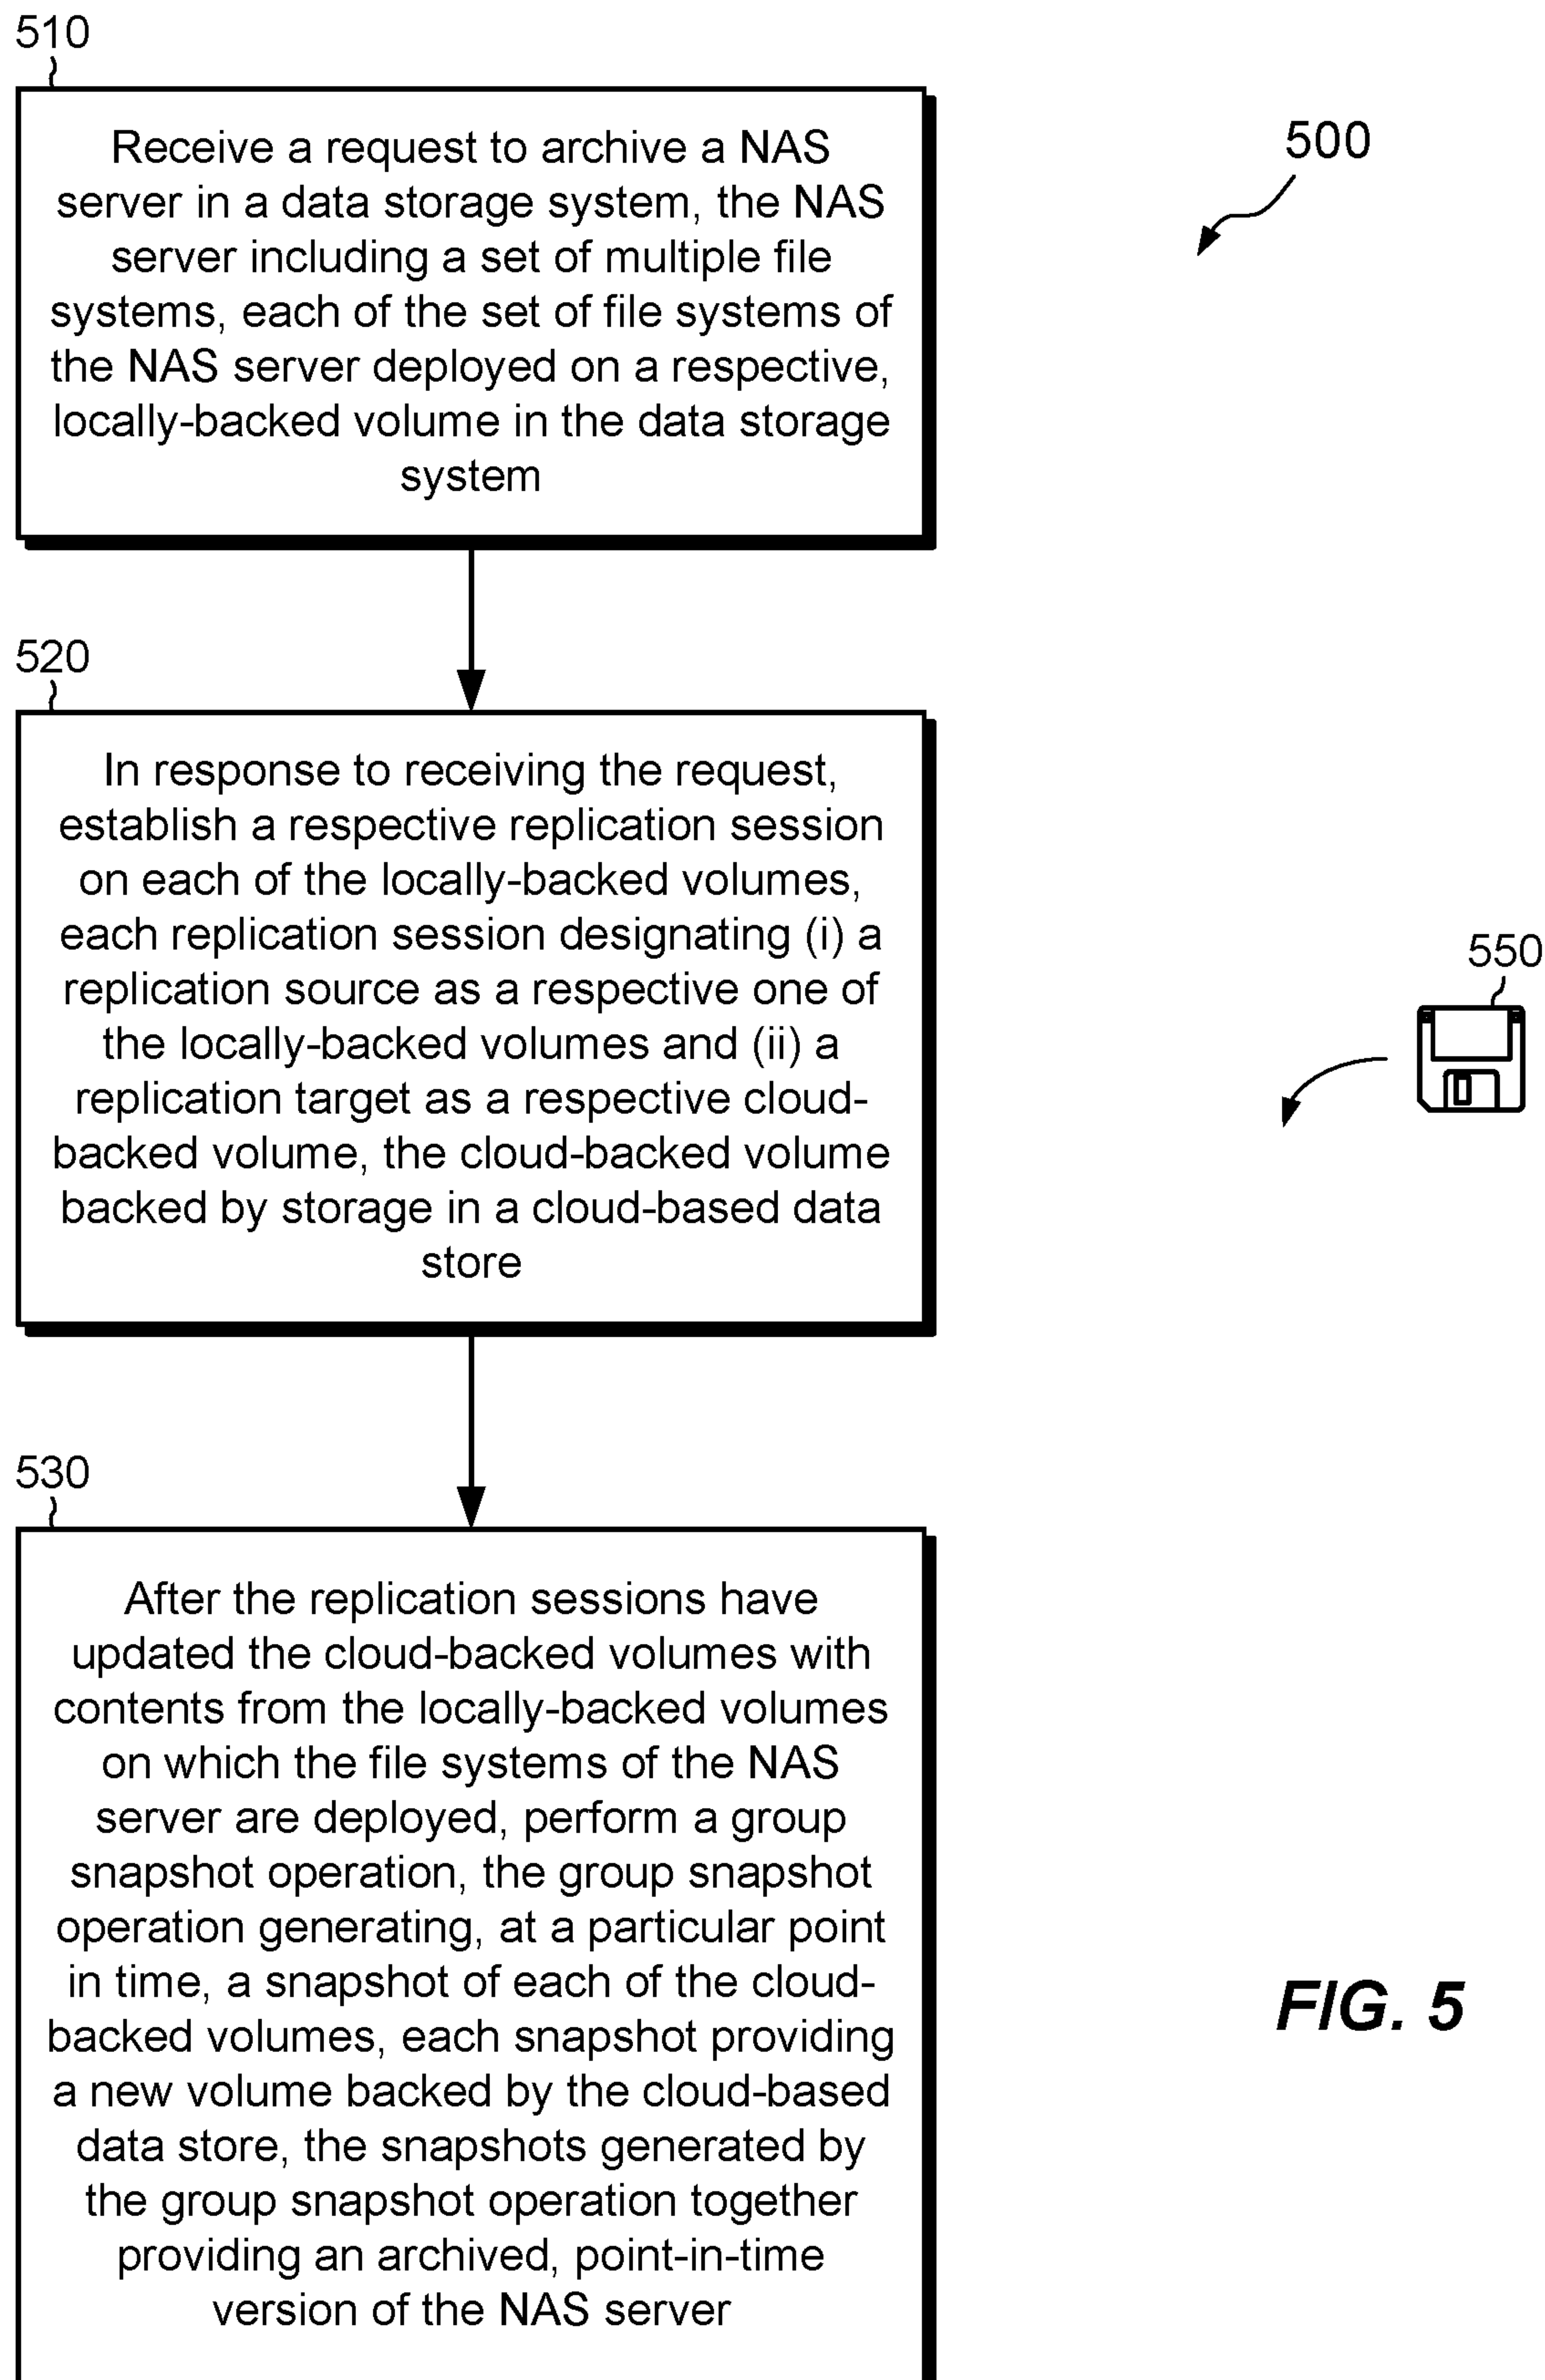 510
Receive a request to archive a NAS
server in a data storage system, the NAS
server including a set of multiple file
systems, each of the set of file systems of
the NAS server deployed on a respective,
locally-backed volume in the data storage
system
500
520
In response to receiving the request,
establish a respective replication session
on each of the locally-backed volumes,
each replication session designating (i) a
replication source as a respective one of
the locally-backed volumes and (ii) a
replication target as a respective cloud-
backed volume, the cloud-backed volume
backed by storage in a cloud-based data
store
550
530
After the replication sessions have
updated the cloud-backed volumes with
contents from the locally-backed volumes
on which the file systems of the NAS
server are deployed, perform a group
snapshot operation, the group snapshot
operation generating, at a particular point
in time, a snapshot of each of the cloud-
backed volumes, each snapshot providing
a new volume backed by the cloud-based
data store, the snapshots generated by
the group snapshot operation together
providing an archived, point-in-time
version of the NAS server
FIG. 5